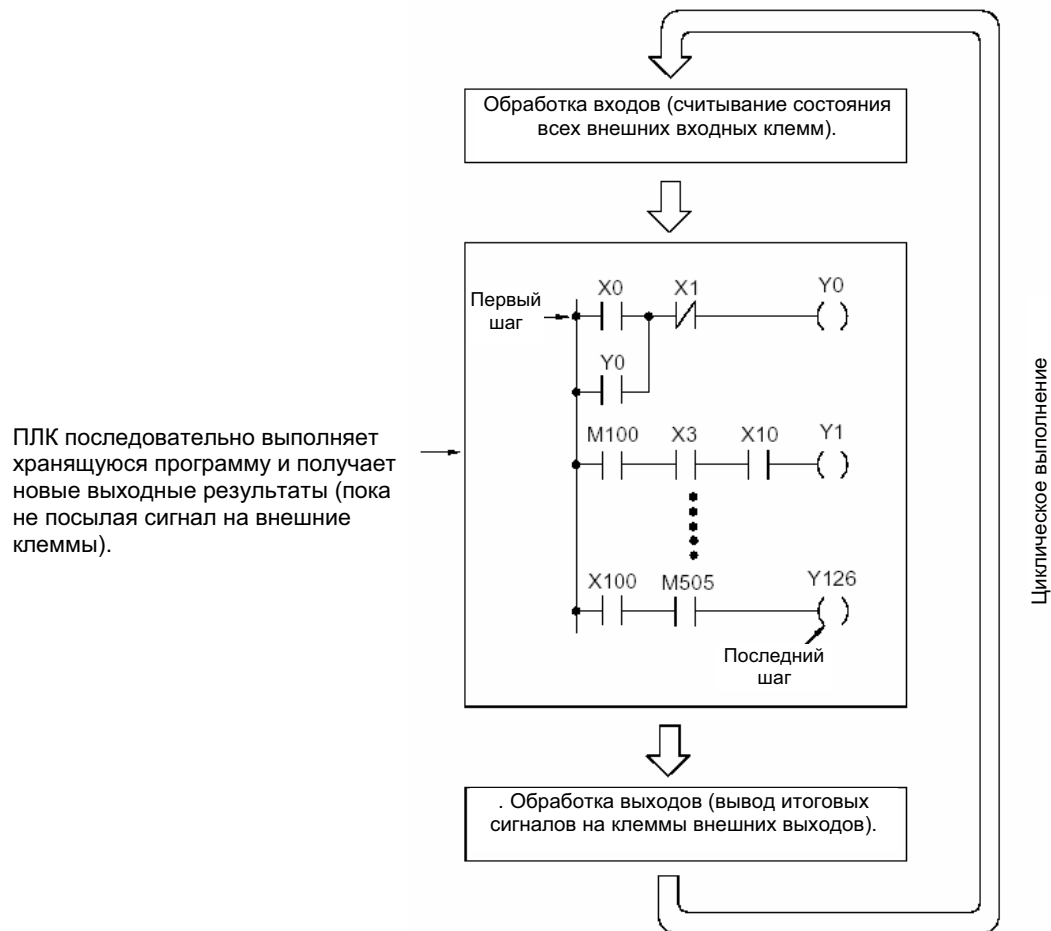 Обработка входов (считывание состояния
всех внешних входных клемм).
X0 X1 Y0
Первый
шаг
Y0
M100 X3 X10 Y1
ПЛК последовательно выполняет
хранящуюся программу и получает
новые выходные результаты (пока
не посылая сигнал на внешние
клеммы).
X100 M505 Y126
Последний
шаг
. Обработка выходов (вывод итоговых
сигналов на клеммы внешних выходов).
Циклическое выполнение